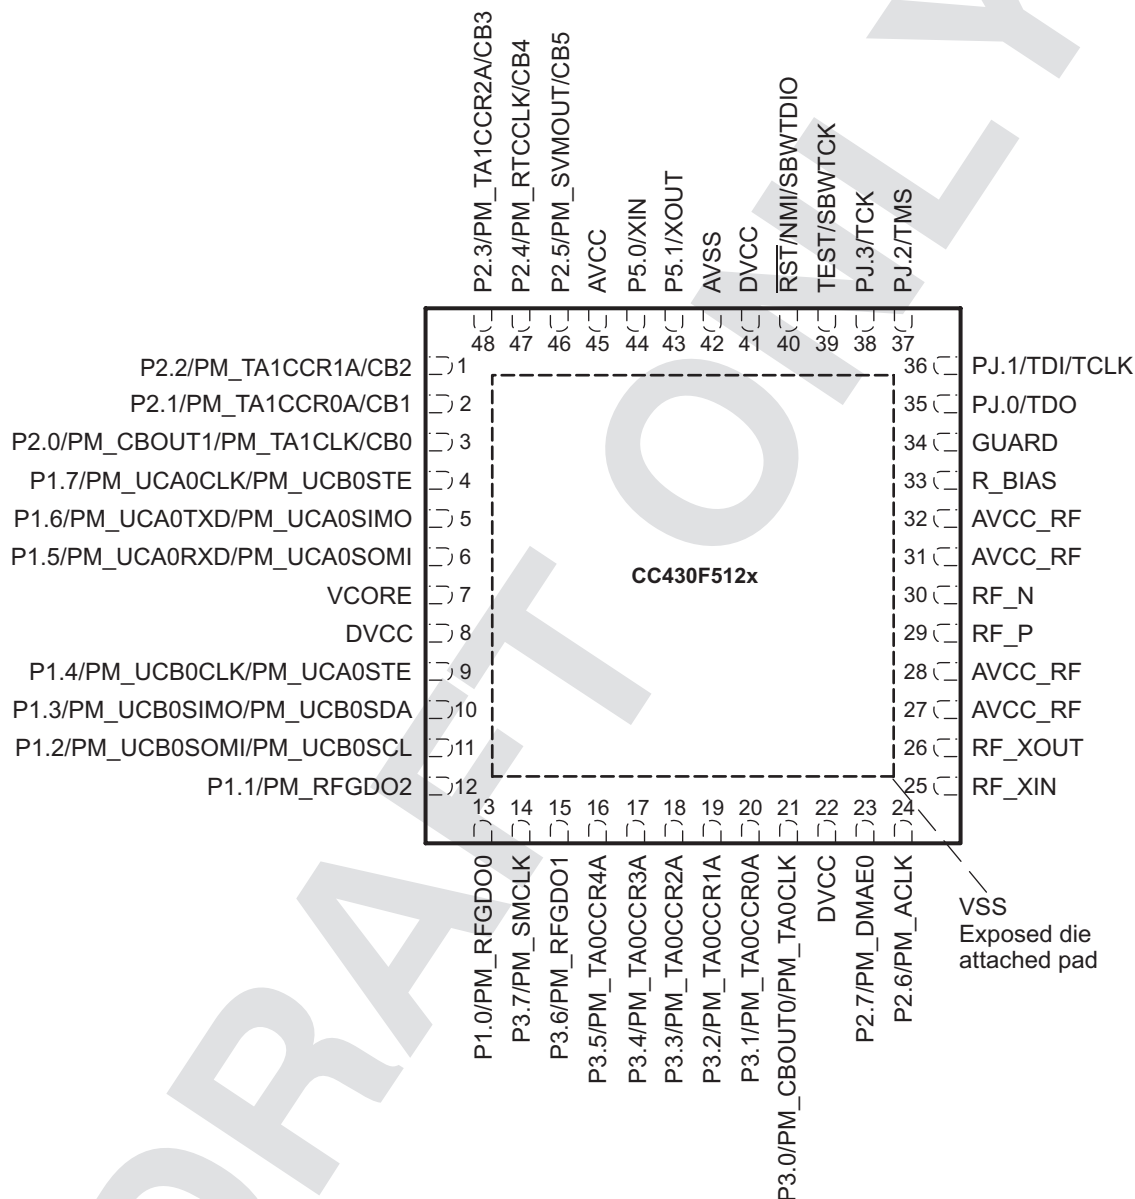 P2.3/PM_TA1CCR2A/CB3
P2.4/PM_RTCCLK/CB4
P2.5/PM_SVMOUT/CB5
AVCC
P5.0/XIN
P5.1/XOUT
AVSS
DVCC
RST/NMI/SBWTDIO
TEST/SBWTCK
PJ.3/TCK
PJ.2/TMS
48 47 46 45 44 43 42 41 40 39 38 37
P2.2/PM_TA1CCR1A/CB2 1
P2.1/PM_TA1CCR0A/CB1 2
P2.0/PM_CBOUT1/PM_TA1CLK/CB0 3
P1.7/PM_UCA0CLK/PM_UCB0STE 4
P1.6/PM_UCA0TXD/PM_UCA0SIMO 5
P1.5/PM_UCA0RXD/PM_UCA0SOMI 6
VCORE 7
DVCC 8
P1.4/PM_UCB0CLK/PM_UCA0STE 9
P1.3/PM_UCB0SIMO/PM_UCB0SDA 10
P1.2/PM_UCB0SOMI/PM_UCB0SCL 11
P1.1/PM_RFGDO2 12
CC430F512x
36 PJ.1/TDI/TCLK
35 PJ.0/TDO
34 GUARD
33 R_BIAS
32 AVCC_RF
31 AVCC_RF
30 RF_N
29 RF_P
28 AVCC_RF
27 AVCC_RF
26 RF_XOUT
25 RF_XIN
13 14 15 16 17 18 19 20 21 22 23 24
P1.0/PM_RFGDO0
P3.7/PM_SMCLK
P3.6/PM_RFGDO1
P3.5/PM_TA0CCR4A
P3.4/PM_TA0CCR3A
P3.3/PM_TA0CCR2A
P3.2/PM_TA0CCR1A
P3.1/PM_TA0CCR0A
P3.0/PM_CBOUT0/PM_TA0CLK
DVCC
P2.7/PM_DMAE0
P2.6/PM_ACLK
VSS
Exposed die
attached pad
DRAFT ONLY